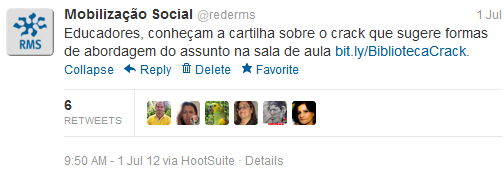 Mobilização Social @rederms 1 Jul
RMS
Educadores, conheçam a cartilha sobre o crack que sugere formas
de abordagem do assunto na sala de aula bit.ly/BibliotecaCrack.
Collapse Reply Delete Favorite
6
RETWEETS
9:50 AM - 1 Jul 12 via HootSuite · Details